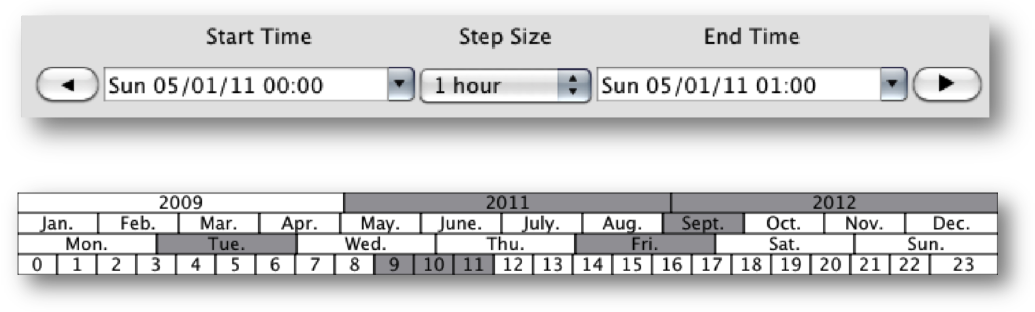 Start Time Step Size End Time
Sun 05/01/11 00:00 1 hour Sun 05/01/11 01:00
2009 2011 2012
Jan. Feb. Mar. Apr. May. June. July. Aug. Sept. Oct. Nov. Dec.
Mon. Tue. Wed. Thu. Fri. Sat. Sun.
0 1 2 3 4 5 6 7 8 9 10 11 12 13 14 15 16 17 18 19 20 21 22 23